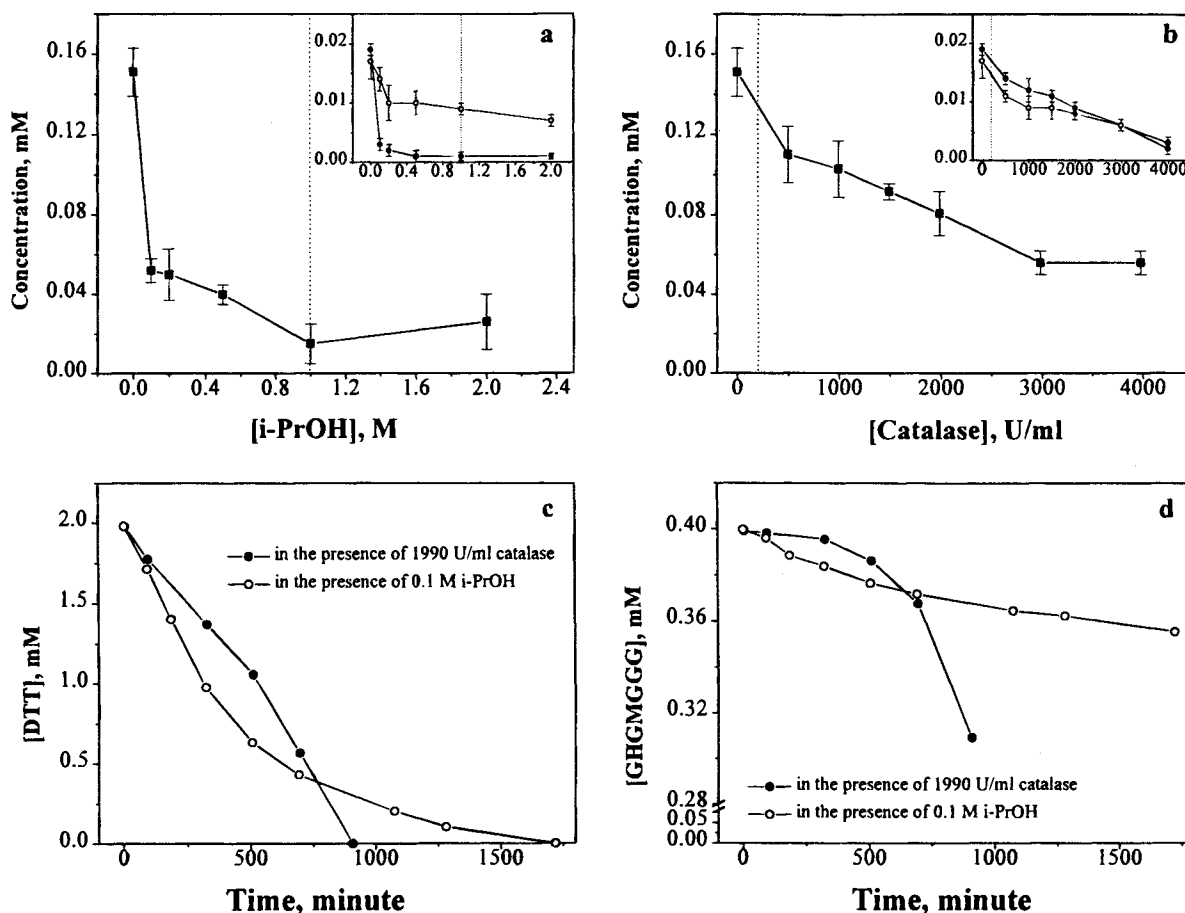 a
Concentration, mM
0.16
0.12
0.08
0.04
0.00
0.0 0.4 0.8 1.2 1.6 2.0 2.4
[i-PrOH], M
0.02
0.01
0.00
0.0 0.4 0.8 1.2 1.6 2.0
b
Concentration, mM
0.16
0.12
0.08
0.04
0.00
0 1000 2000 3000 4000
[Catalase], U/ml
0.02
0.01
0.00
0 1000 2000 3000 4000
c
[DTT], mM
2.0
1.5
1.0
0.5
0.0
in the presence of 1990 U/ml catalase
in the presence of 0.1 M i-PrOH
0 500 1000 1500
Time, minute
d
[GHGMGGG], mM
0.40
0.36
0.32
0.28
0.05
0.00
in the presence of 1990 U/ml catalase
in the presence of 0.1 M i-PrOH
0 500 1000 1500
Time, minute